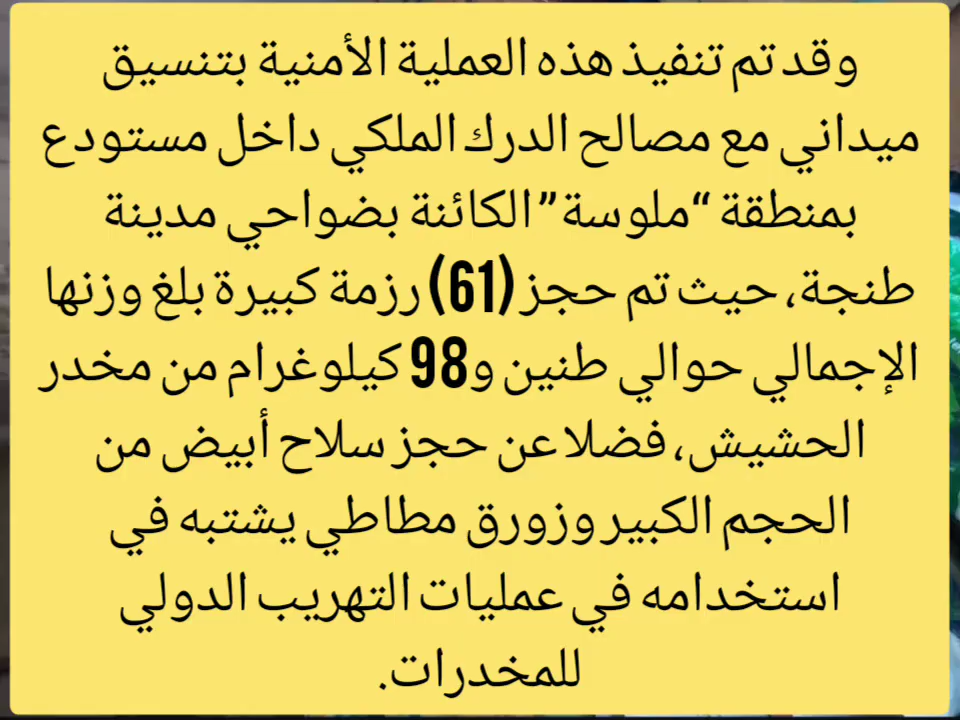 وقد تم تنفيذ هذه العملية الأمنية بتنسيق
ميداني مع مصالح الدرك الملكي داخل مستودع
بمنطقة “ملوسة” الكائنة بضواحي مدينة
طنجة، حيث تم حجز (61) رزمة كبيرة بلغ وزنها
الإجمالي حوالي طنين و98 كيلوغرام من مخدر
الحشيش، فضلا عن حجز سلاح أبيض من
الحجم الكبير وزورق مطاطي يشتبه في
استخدامه في عمليات التهريب الدولي
للمخدرات.